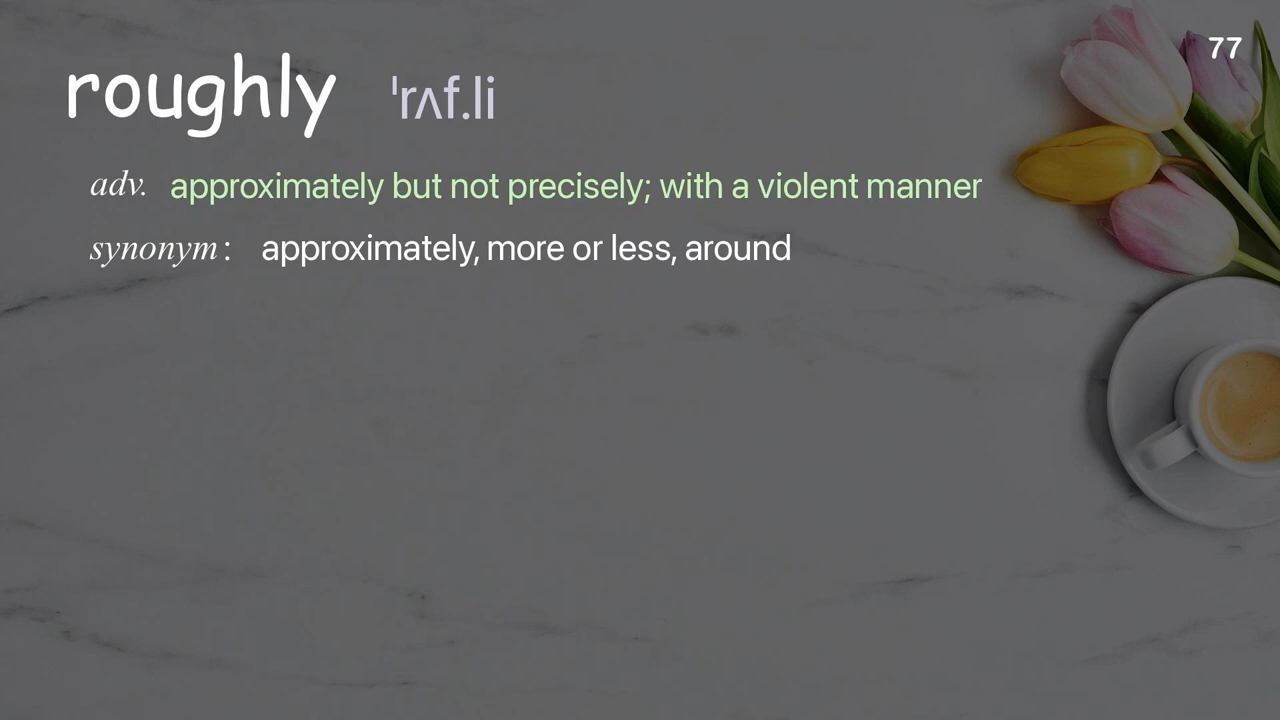 77
roughly ˈrʌf.li
adv. approximately but not precisely; with a violent manner
synonym : approximately, more or less, around